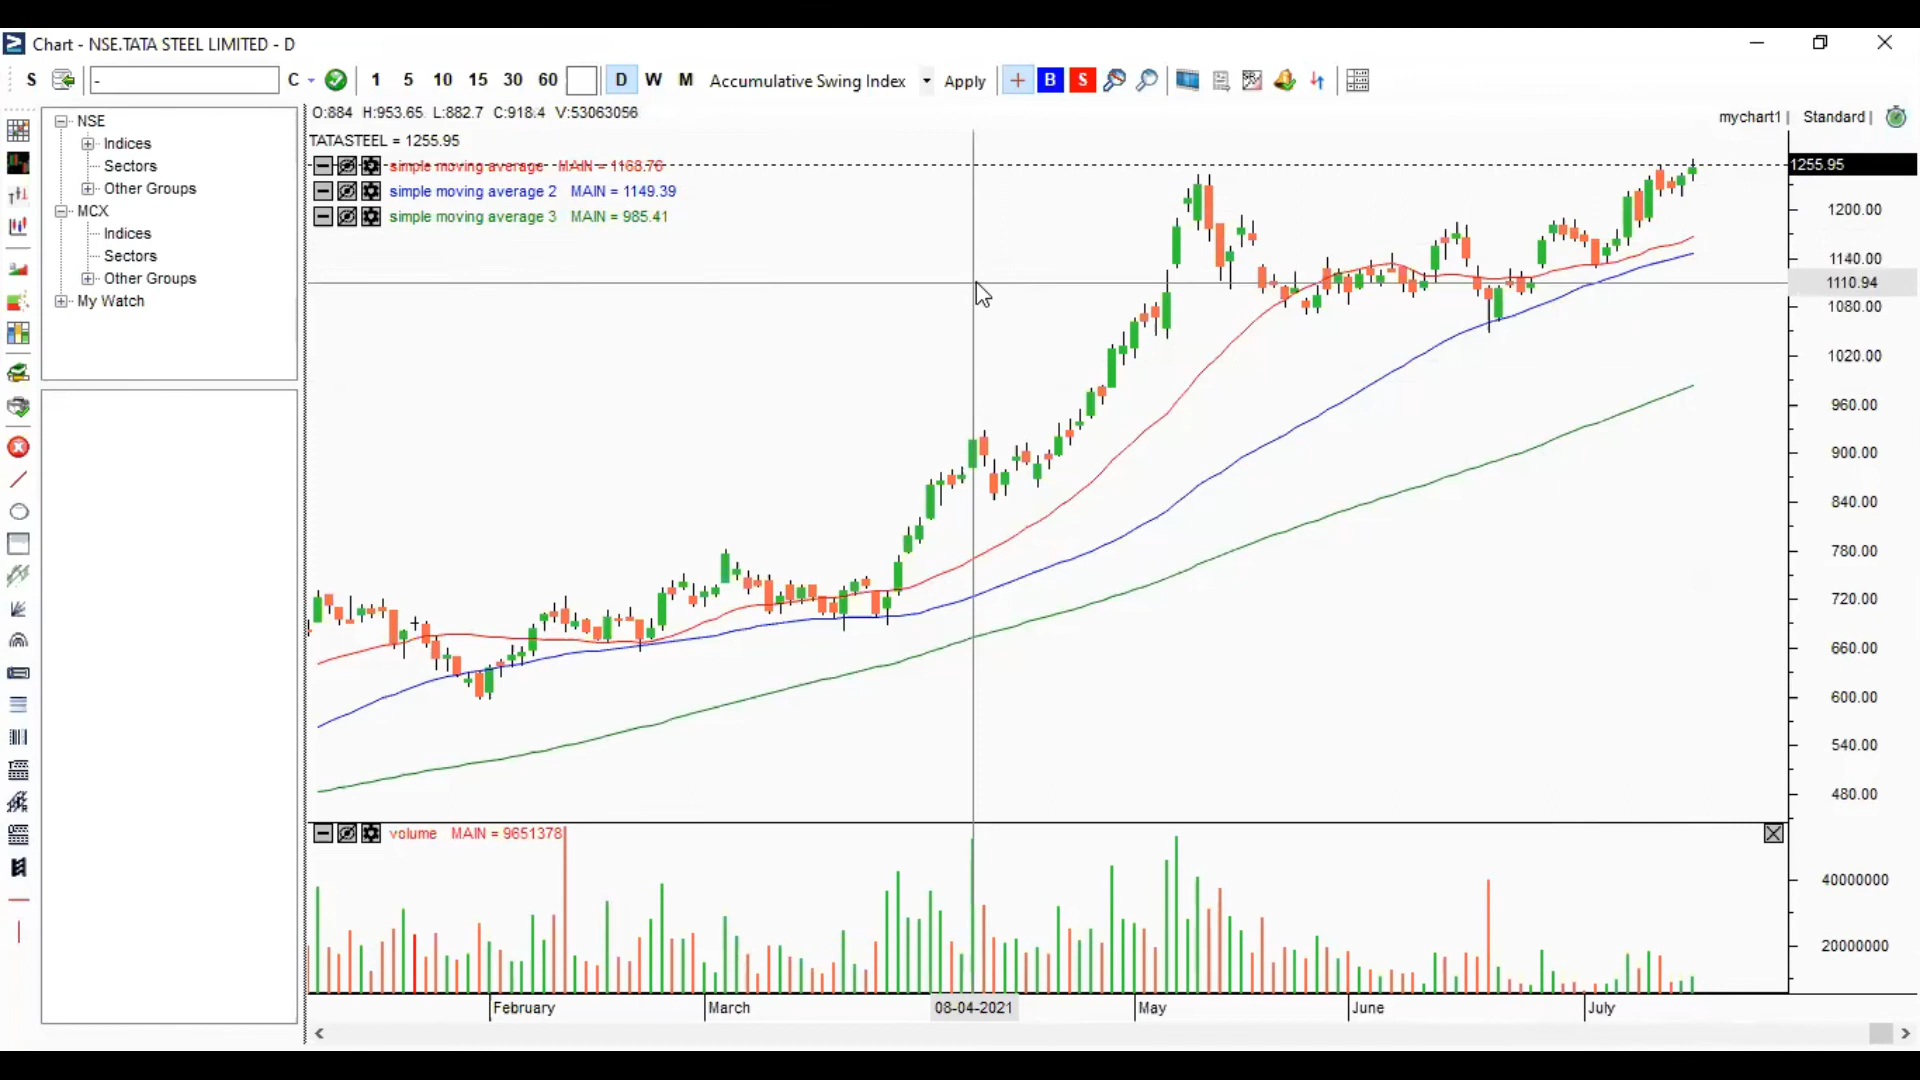 Chart - NSE.TATA STEEL LIMITED - D
S - C 1 5 10 15 30 60 D W M Accumulative Swing Index Apply B S
NSE
Indices
Sectors
Other Groups
MCX
Indices
Sectors
Other Groups
My Watch
O:884 H:953.65 L:882.7 C:918.4 V:53063056
mychart1 | Standard |
TATASTEEL = 1255.95
simple moving average MAIN = 1168.76
simple moving average 2 MAIN = 1149.39
simple moving average 3 MAIN = 985.41
1255.95
1200.00
1140.00
1110.94
1080.00
1020.00
960.00
900.00
840.00
780.00
720.00
660.00
600.00
540.00
480.00
volume MAIN = 9651378
40000000
20000000
February March 08-04-2021 May June July